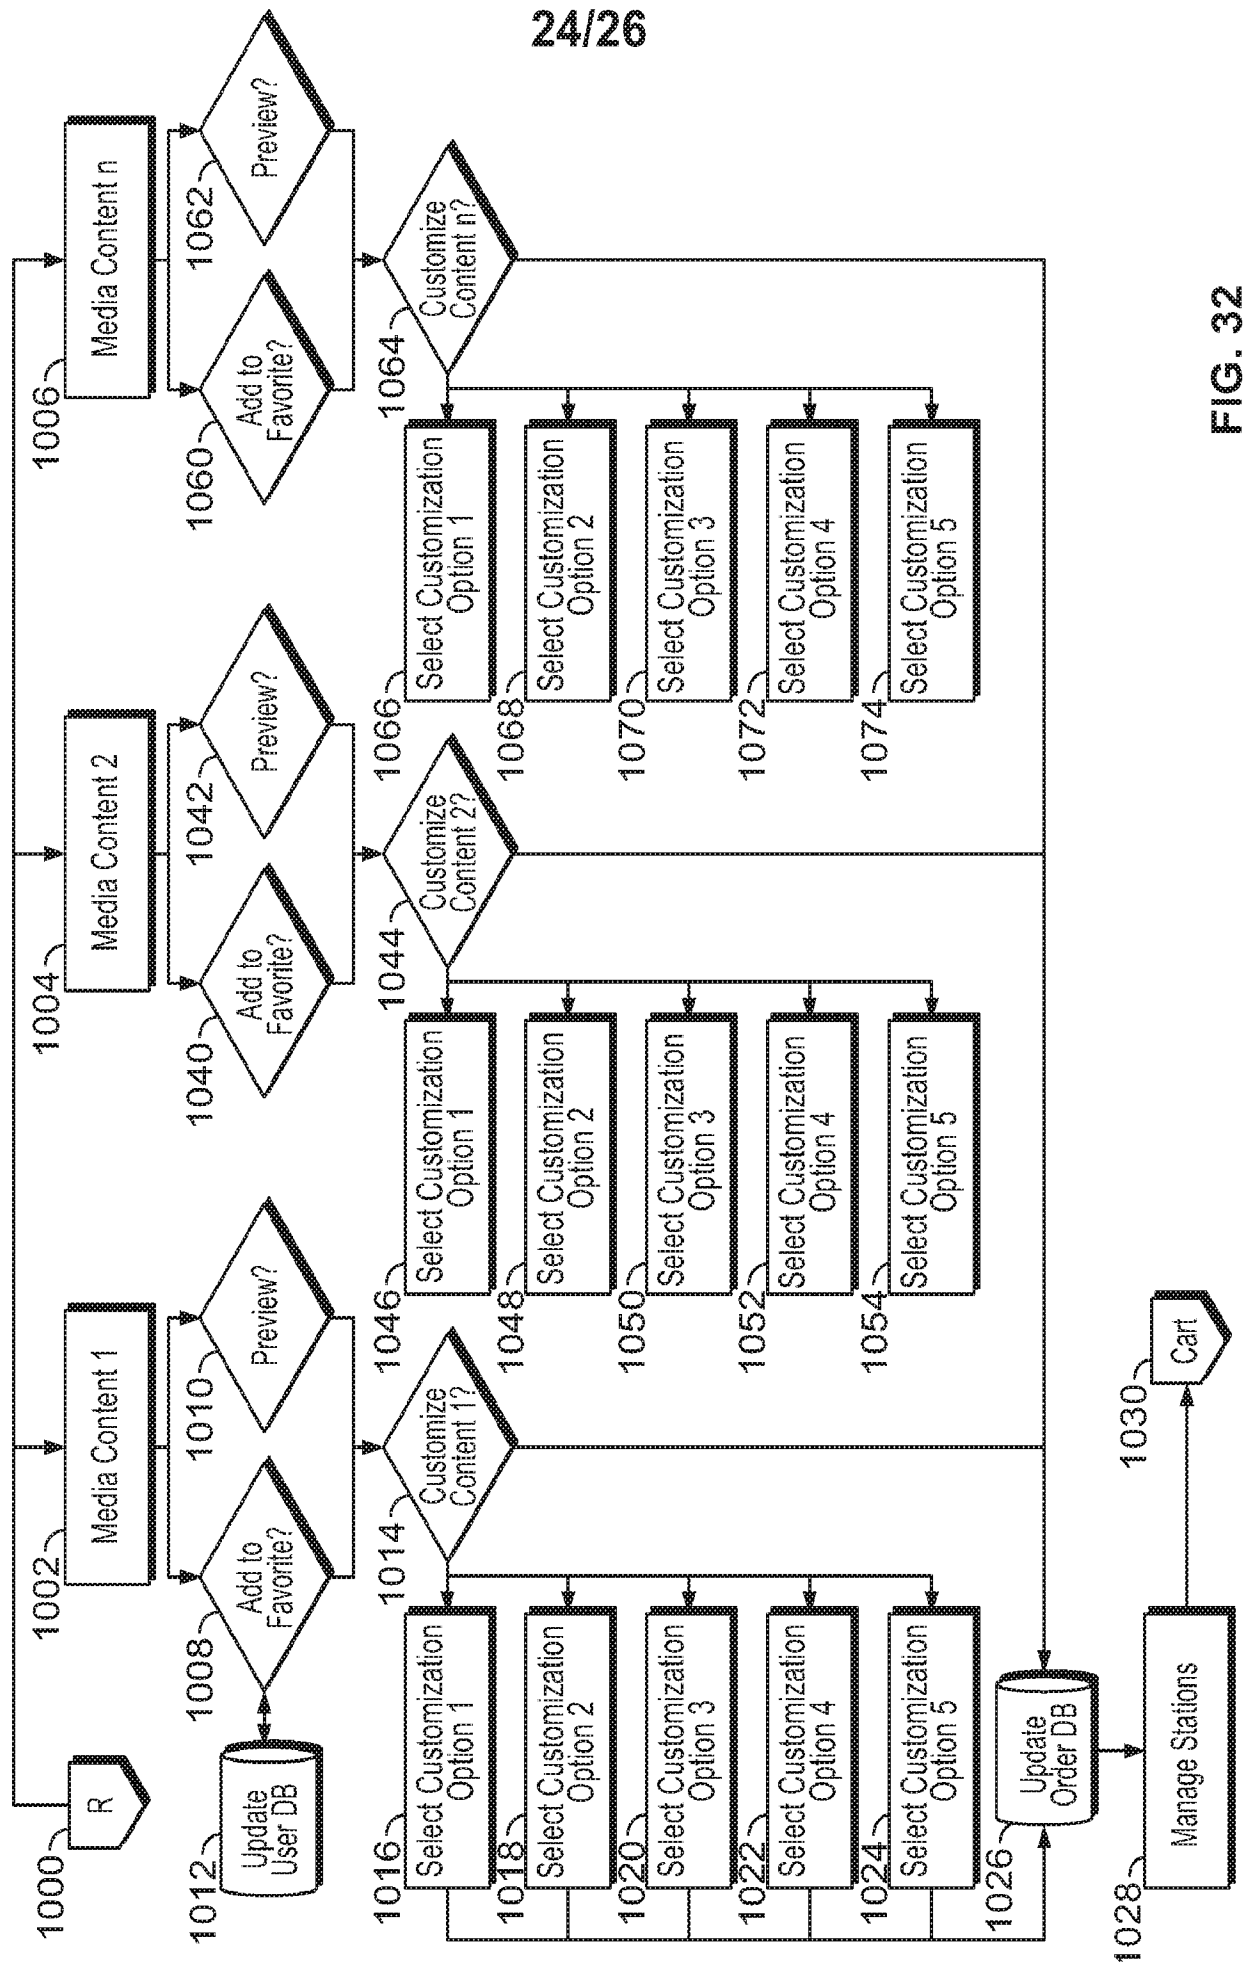 24/26
1000
R
1002
Media Content 1
1004
Media Content 2
1006
Media Content n
1012
Update
User DB
1008
Add to
Favorite?
1010
Preview?
1040
Add to
Favorite?
1042
Preview?
1060
Add to
Favorite?
1062
Preview?
1014
Customize
Content 1?
1044
Customize
Content 2?
1064
Customize
Content n?
1016
Select Customization
Option 1
1018
Select Customization
Option 2
1020
Select Customization
Option 3
1022
Select Customization
Option 4
1024
Select Customization
Option 5
1046
Select Customization
Option 1
1048
Select Customization
Option 2
1050
Select Customization
Option 3
1052
Select Customization
Option 4
1054
Select Customization
Option 5
1066
Select Customization
Option 1
1068
Select Customization
Option 2
1070
Select Customization
Option 3
1072
Select Customization
Option 4
1074
Select Customization
Option 5
1026
Update
Order DB
1028
Manage Stations
1030
Cart
FIG. 32